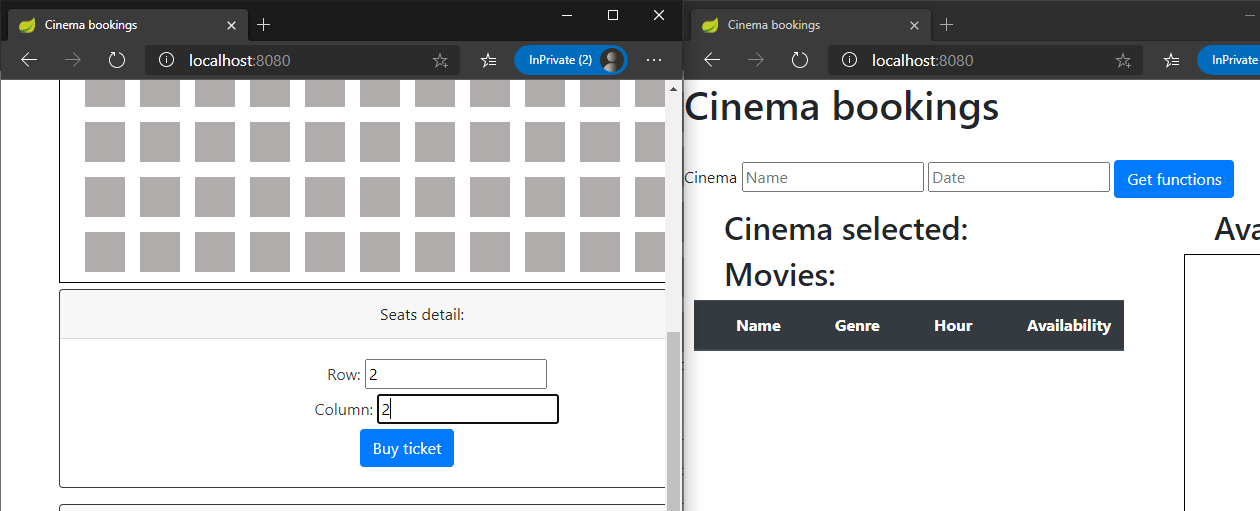 Cinema bookings
localhost:8080
InPrivate (2)
Seats detail:
Row: 2
Column: 2
Buy ticket
Cinema bookings
localhost:8080
InPrivate
Cinema bookings
Cinema Name Date Get functions
Cinema selected:
Movies:
Name Genre Hour Availability